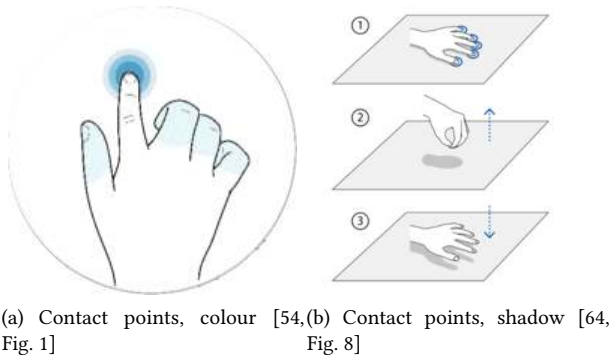 1
2
3
(a) Contact points, colour [54, Fig. 1]
(b) Contact points, shadow [64, Fig. 8]